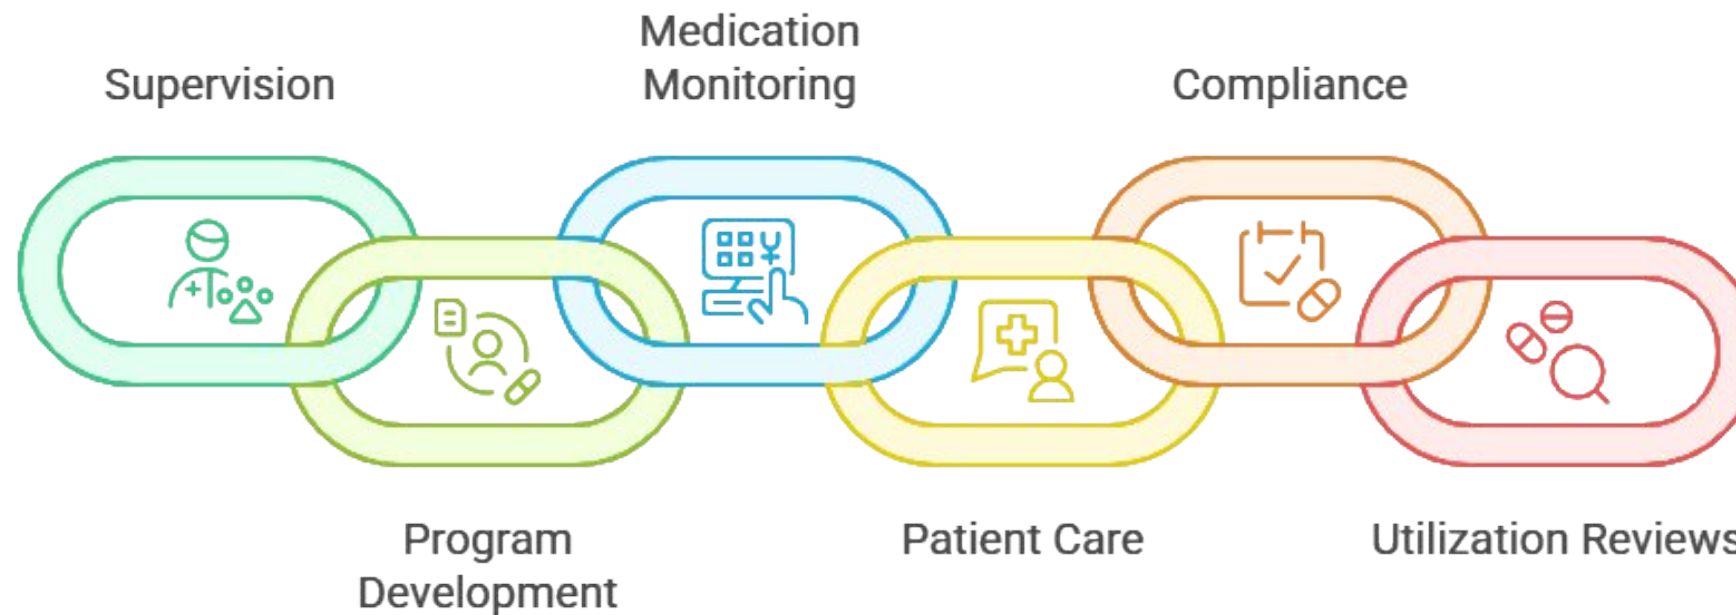 Supervision
Program
Development
Medication
Monitoring
Patient Care
Compliance
Utilization Reviews